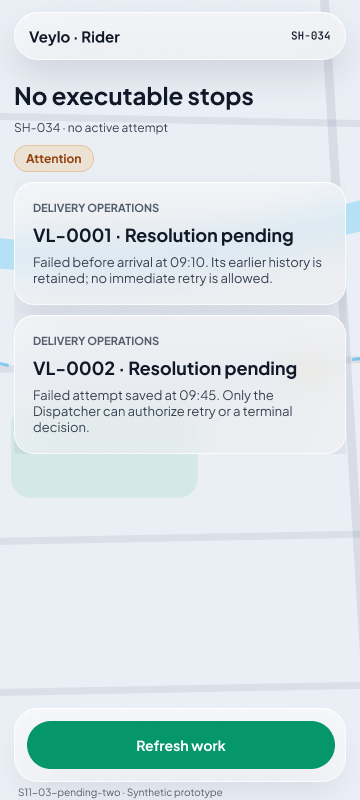 Veylo · Rider
SH-034
No executable stops
SH-034 · no active attempt
Attention
DELIVERY OPERATIONS
VL-0001 · Resolution pending
Failed before arrival at 09:10. Its earlier history is
retained; no immediate retry is allowed.
DELIVERY OPERATIONS
VL-0002 · Resolution pending
Failed attempt saved at 09:45. Only the
Dispatcher can authorize retry or a terminal
decision.
Refresh work
S11-03-pending-two · Synthetic prototype